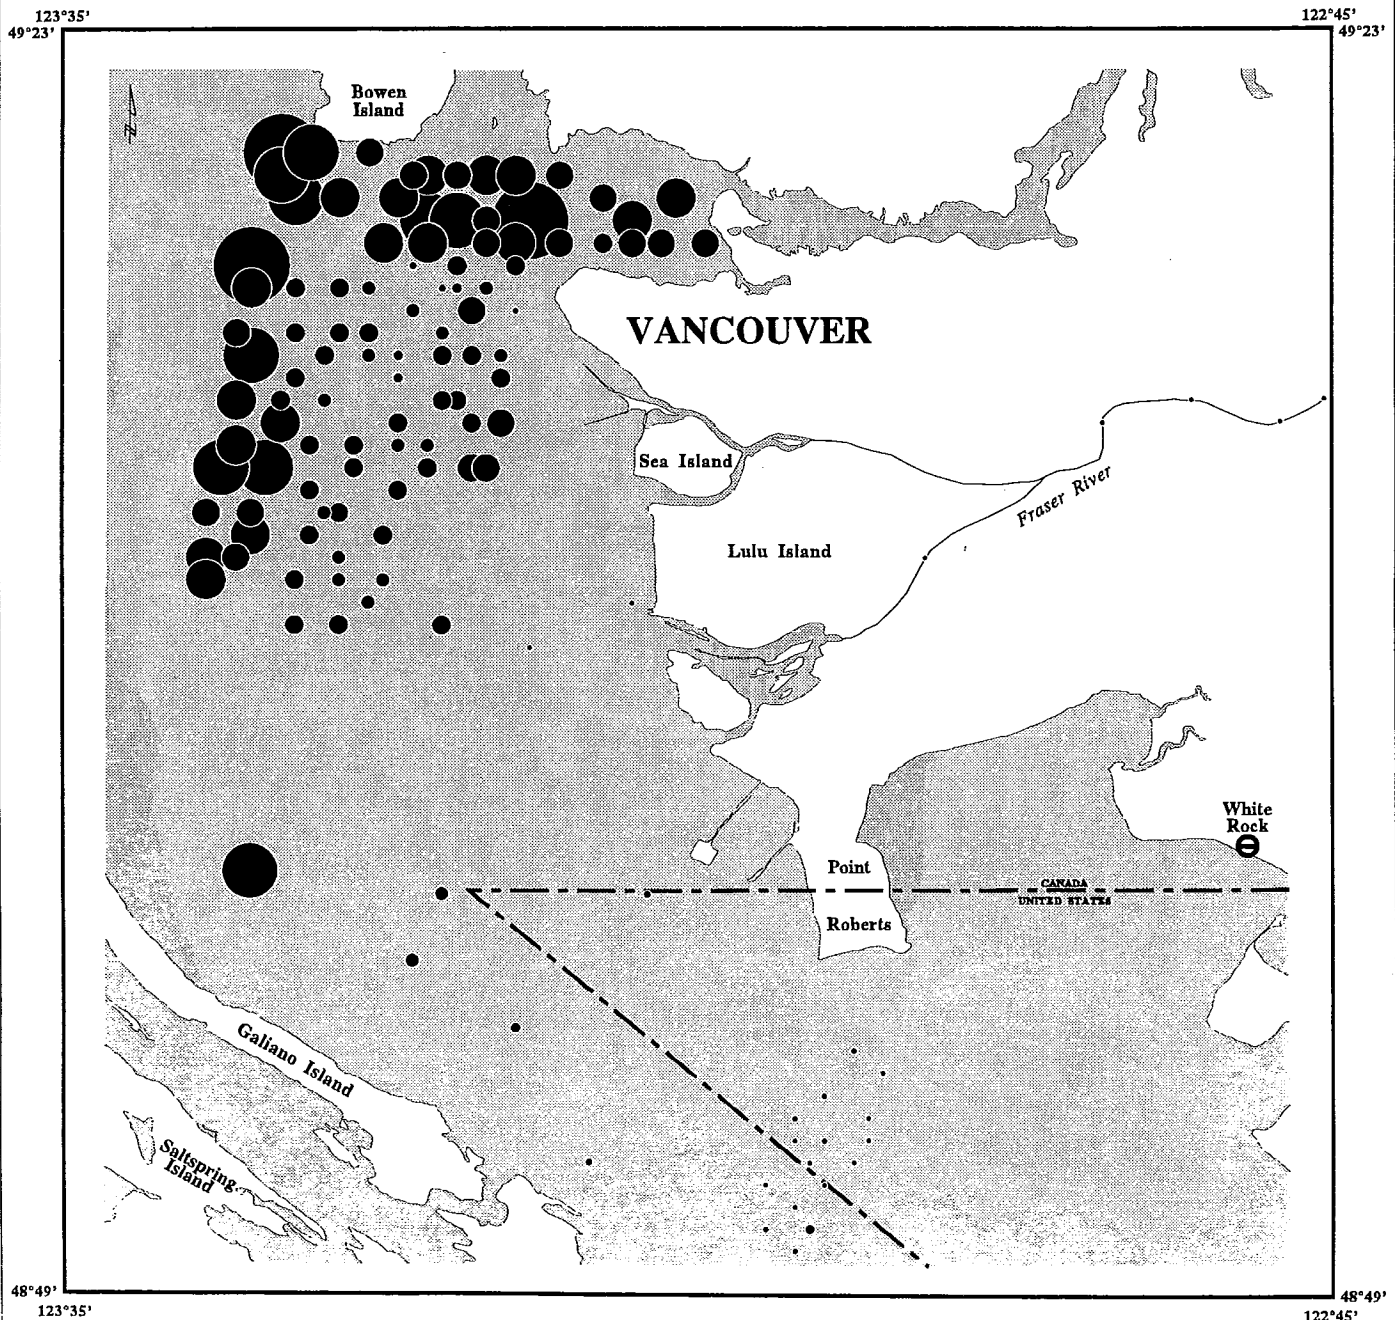 123°35' 122°45'
49°23' 49°23'
Bowen
Island
VANCOUVER
Sea Island
Fraser River
Lulu Island
White
Rock
Point
CANADA
UNITED STATES
Roberts
Galiano Island
Saltspring
Island
48°49' 48°49'
123°35' 122°45'